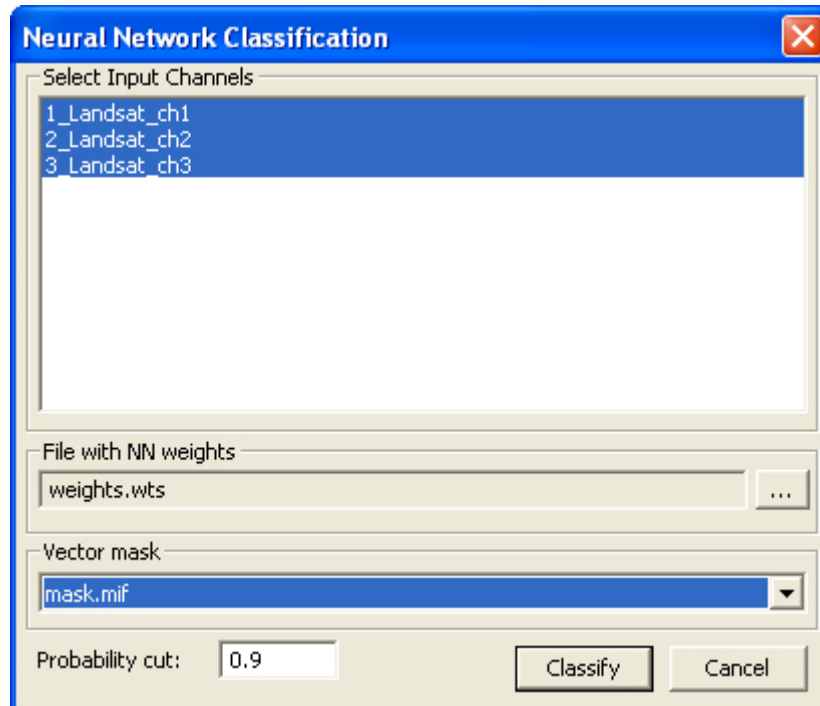 Neural Network Classification
Select Input Channels
1_Landsat_ch1
2_Landsat_ch2
3_Landsat_ch3
File with NN weights
weights.wts ...
Vector mask
mask.mif
Probability cut: 0.9 Classify Cancel